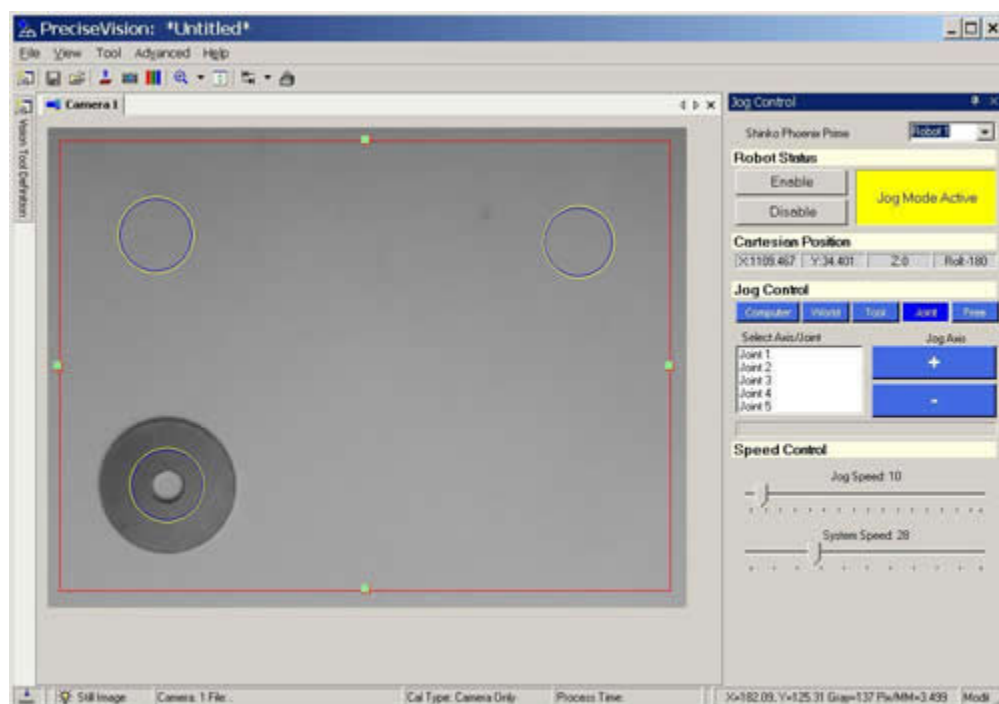 PreciseVision: *Untitled*
File View Tool Advanced Help
Camera 1
Vision Tool Definition
Jog Control
Shinko Phoenix Prime
Robot 1
Robot Status
Enable
Disable
Jog Mode Active
Cartesian Position
X:1109.467 Y:34.401 Z:0 Roll:-180
Jog Control
Computer World Tool Joint Free
Select Axis/Joint
Jog Axis
Joint 1
Joint 2
Joint 3
Joint 4
Joint 5
+
-
Speed Control
Jog Speed: 10
System Speed: 28
Still Image
Camera: 1 File: .
Cal Type: Camera Only
Process Time:
X=182.09, Y=125.31 Gray=137 Pix/MM=3.499
Modi